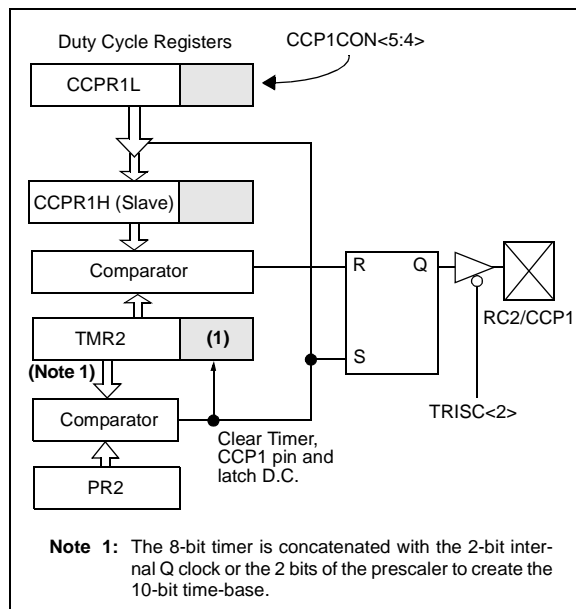 Duty Cycle Registers
CCP1CON<5:4>
CCPR1L
CCPR1H (Slave)
Comparator
R
Q
RC2/CCP1
TMR2
(1)
(Note 1)
S
TRISC<2>
Comparator
Clear Timer,
CCP1 pin and
latch D.C.
PR2
Note 1: The 8-bit timer is concatenated with the 2-bit inter-
nal Q clock or the 2 bits of the prescaler to create the
10-bit time-base.